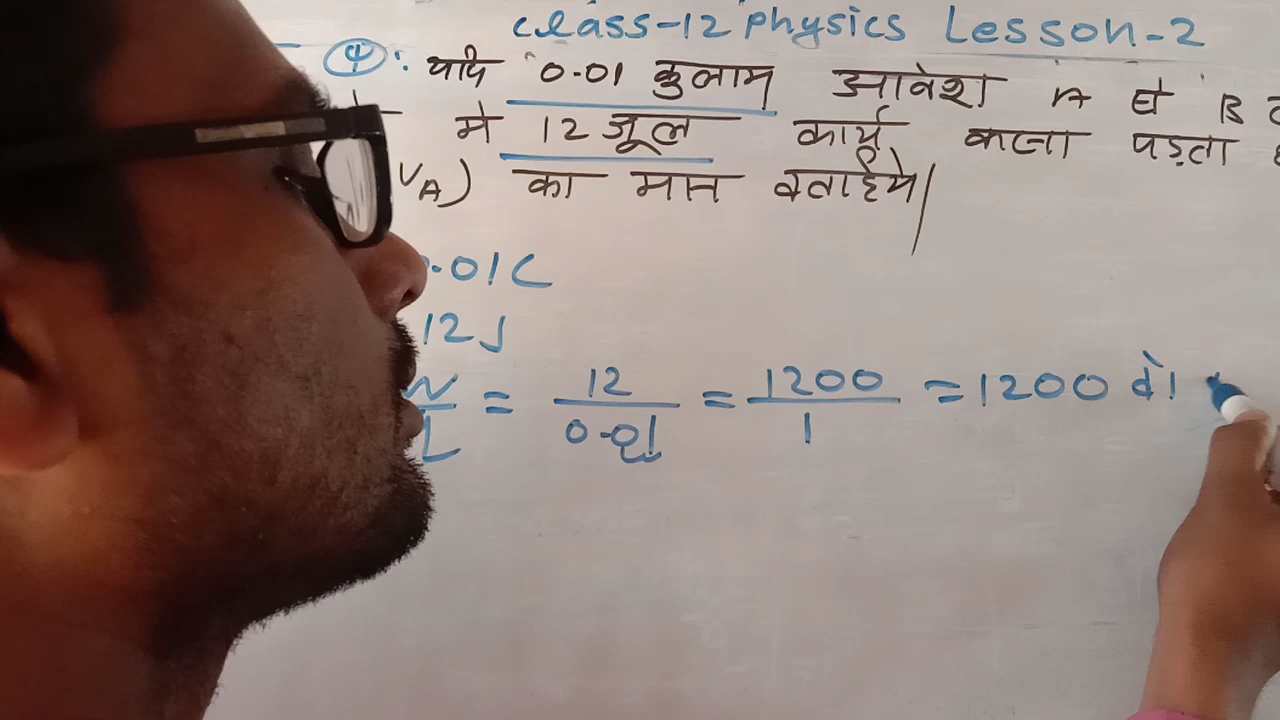 Class-12 Physics Lesson-2
④: यदि 0.01 कुलाम आवेश A से B
मे 12 जूल कार्य करना पड़ता
VA) का मान बताइये|
.01C
12J
W = 12 = 1200 = 1200 वो
0.01 1